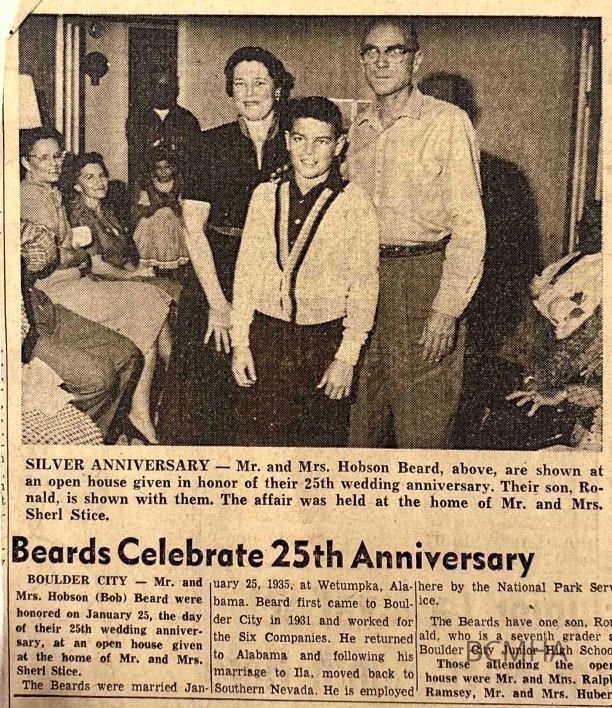 SILVER ANNIVERSARY — Mr. and Mrs. Hobson Beard, above, are shown at
an open house given in honor of their 25th wedding anniversary. Their son, Ro-
nald, is shown with them. The affair was held at the home of Mr. and Mrs.
Sherl Stice.
Beards Celebrate 25th Anniversary
BOULDER CITY — Mr. and
Mrs. Hobson (Bob) Beard were
honored on January 25, the day
of their 25th wedding anniver-
sary, at an open house given
at the home of Mr. and Mrs.
Sherl Stice.
The Beards were married Jan-
uary 25, 1935, at Wetumpka, Ala-
bama. Beard first came to Boul-
der City in 1931 and worked for
the Six Companies. He returned
to Alabama and following his
marriage to Ila, moved back to
Southern Nevada. He is employed
here by the National Park Serv
ice.
The Beards have one son, Ron
ald, who is a seventh grader
Boulder City Junior High Schoo
Those attending the open
house were Mr. and Mrs. Ralph
Ramsey, Mr. and Mrs. Huber
BCMHA